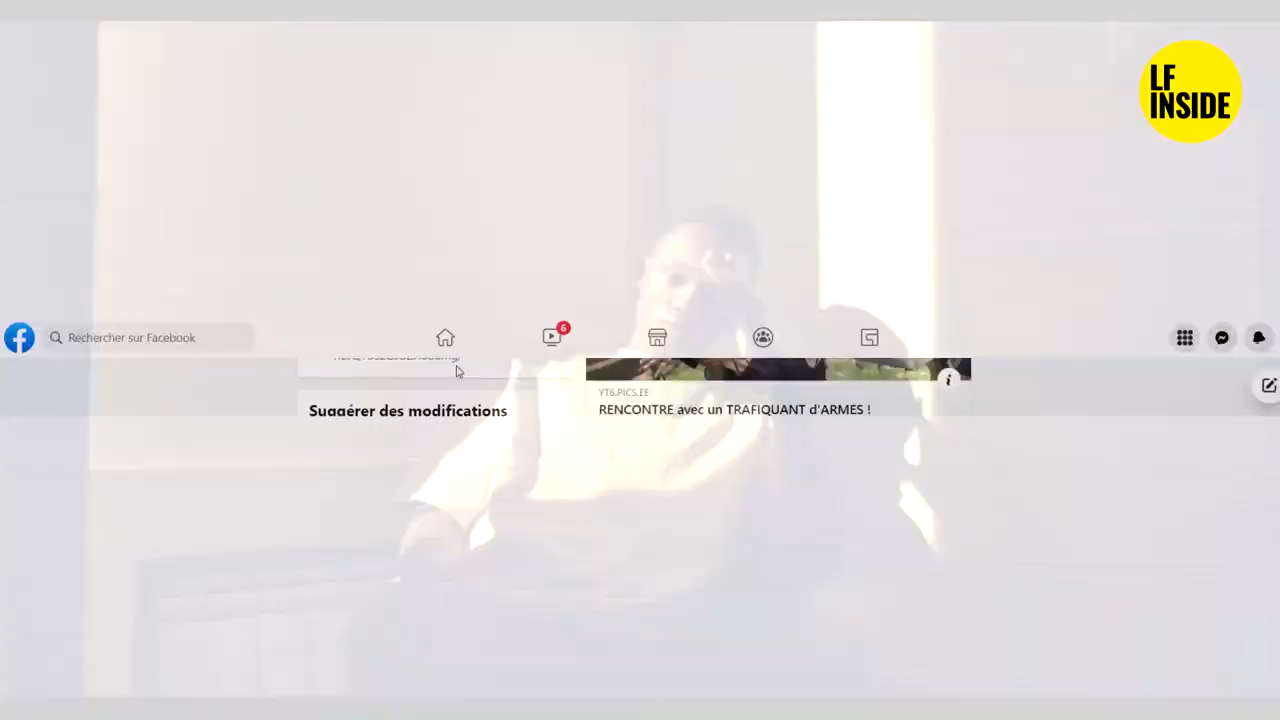 LF
INSIDE
Rechercher sur Facebook
6
YT6.PICS.EE
Suggérer des modifications
RENCONTRE avec un TRAFIQUANT d'ARMES !